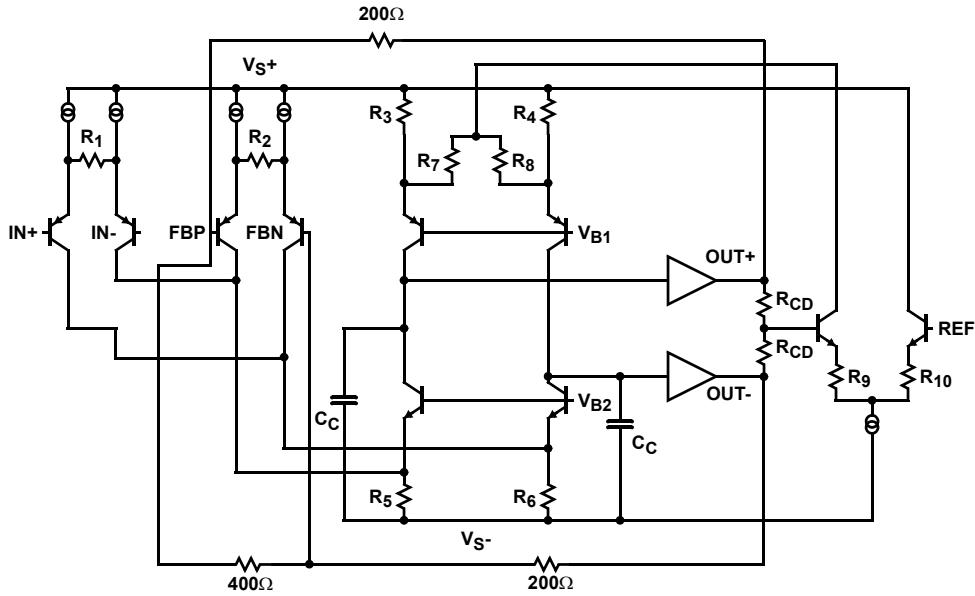 200Ω
VS+
R3
R4
R1
R2
R7
R8
IN+
IN-
FBP
FBN
VB1
OUT+
RCD
REF
RCD
R9
R10
OUT-
VB2
CC
CC
R5
R6
VS-
400Ω
200Ω